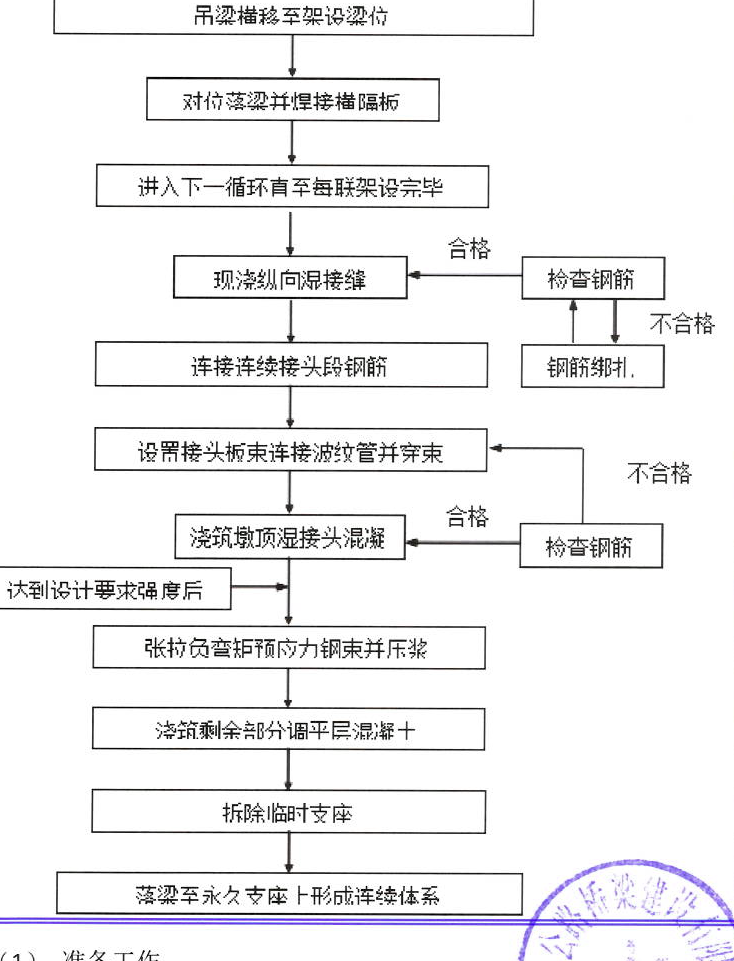 吊梁横移至架设梁位
对位落梁并焊接横隔板
进入下一循环直至每联架设完毕
合格
现浇纵向湿接缝
检查钢筋
不合格
连接连续接头段钢筋
钢筋绑扎
设置接头板束连接波纹管并穿束
不合格
合格
浇筑墩顶湿接头混凝
检查钢筋
达到设计要求强度后
张拉负弯矩预应力钢束并压浆
浇筑剩余部分调平层混凝土
拆除临时支座
落梁至永久支座上形成连续体系
公路桥梁建设有限
（1） 准备工作